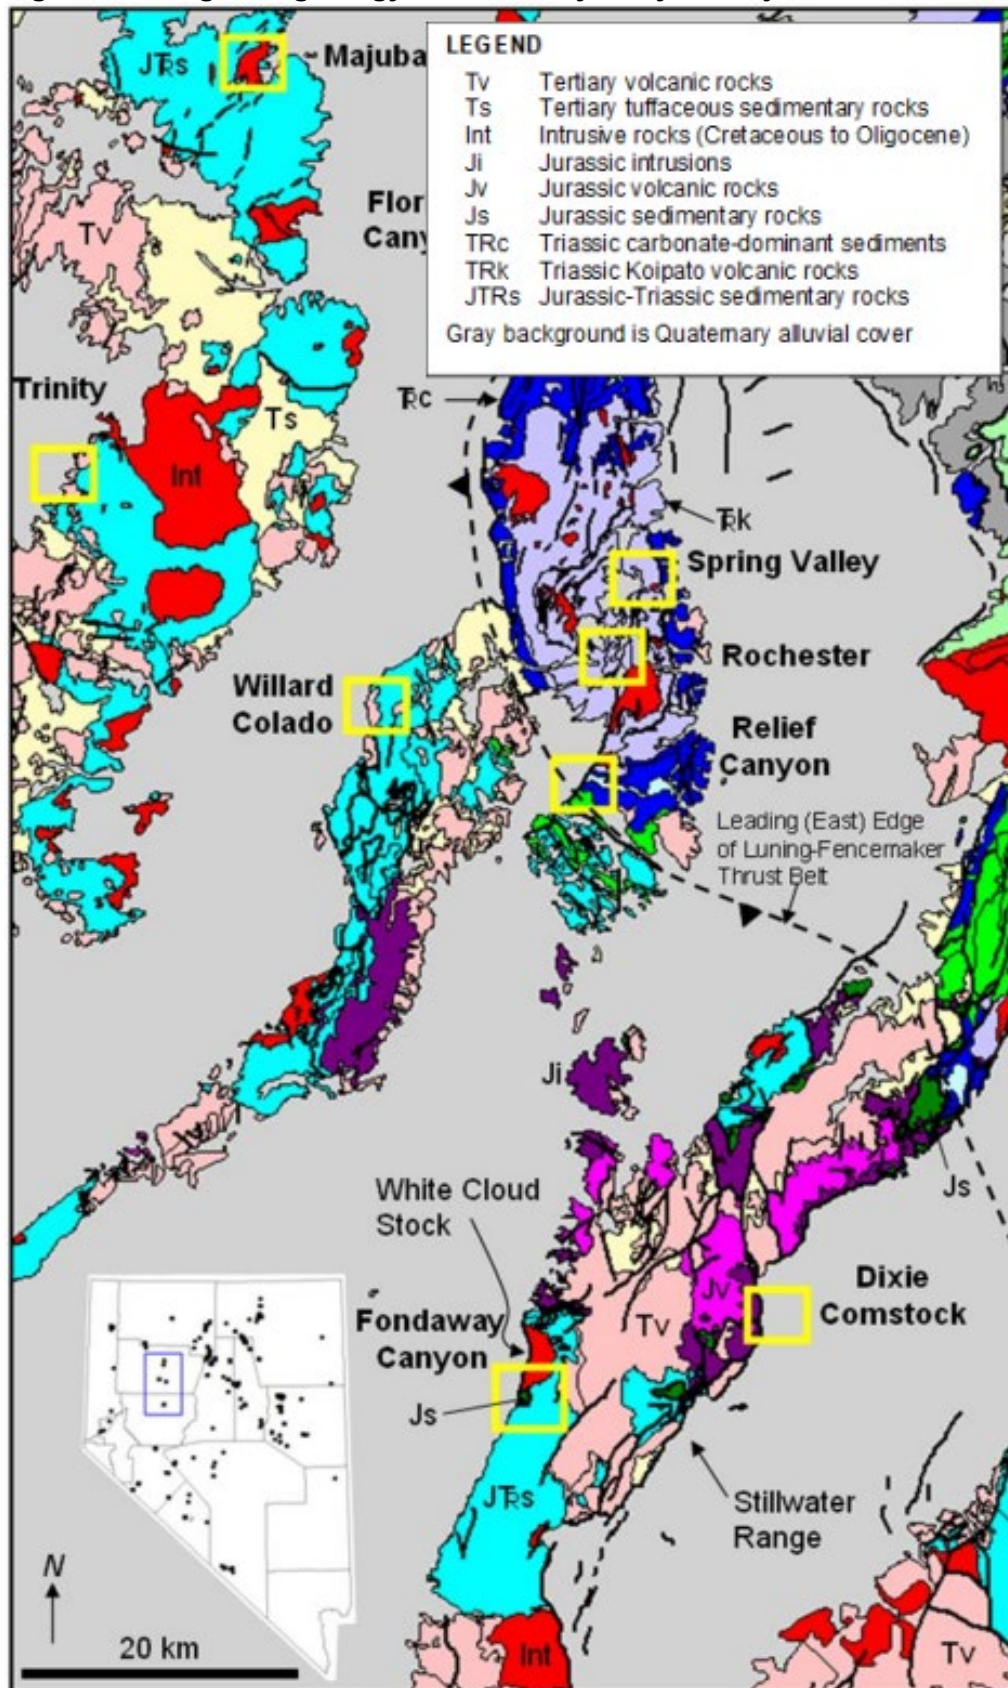 JTRs
Majuba
LEGEND
Tv Tertiary volcanic rocks
Ts Tertiary tuffaceous sedimentary rocks
Int Intrusive rocks (Cretaceous to Oligocene)
Ji Jurassic intrusions
Jv Jurassic volcanic rocks
Js Jurassic sedimentary rocks
TRc Triassic carbonate-dominant sediments
TRk Triassic Koipato volcanic rocks
JTRs Jurassic-Triassic sedimentary rocks
Gray background is Quaternary alluvial cover
Flor
Cany
Tv
Trinity
TRc
Ts
Int
TRk
Spring Valley
Rochester
Willard
Colado
Relief
Canyon
Leading (East) Edge
of Luning-Fencemaker
Thrust Belt
Ji
Tv
Js
White Cloud
Stock
Dixie
Comstock
Jv
Tv
Fondaway
Canyon
Js
JTRs
Stillwater
Range
N
20 km
Int
Tv